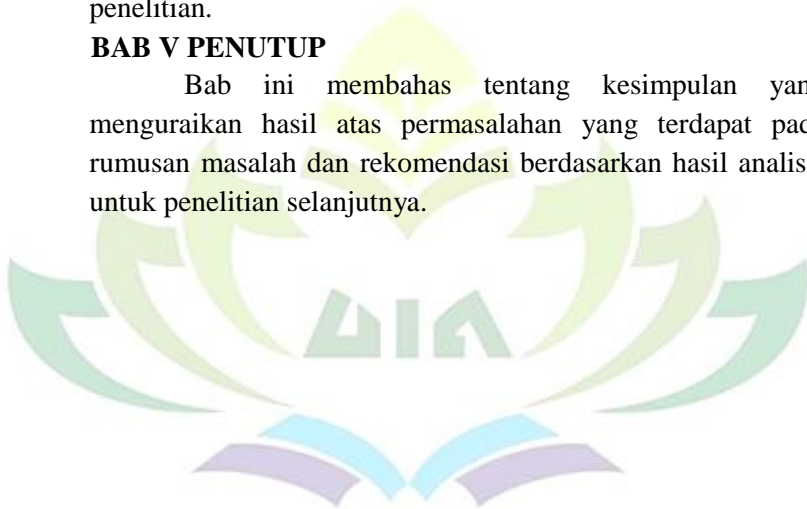 penelitian.
BAB V PENUTUP
Bab ini membahas tentang kesimpulan yan
menguraikan hasil atas permasalahan yang terdapat pad
rumusan masalah dan rekomendasi berdasarkan hasil analis
untuk penelitian selanjutnya.
UIN